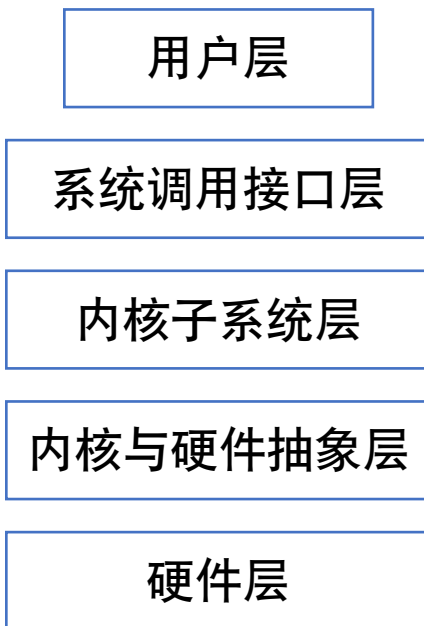 用户层
系统调用接口层
内核子系统层
内核与硬件抽象层
硬件层